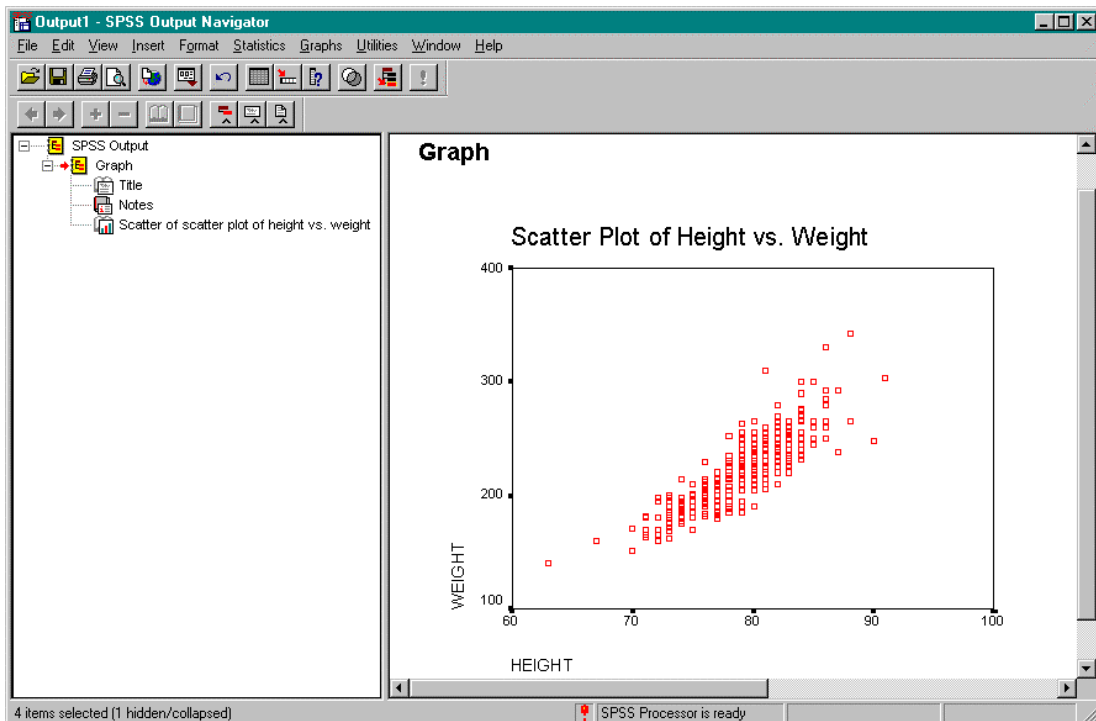 Output1 - SPSS Output Navigator
File Edit View Insert Format Statistics Graphs Utilities Window Help
SPSS Output
Graph
Title
Notes
Scatter of scatter plot of height vs. weight
Graph
Scatter Plot of Height vs. Weight
400
300
200
100
WEIGHT
60 70 80 90 100
HEIGHT
4 items selected (1 hidden/collapsed)
SPSS Processor is ready